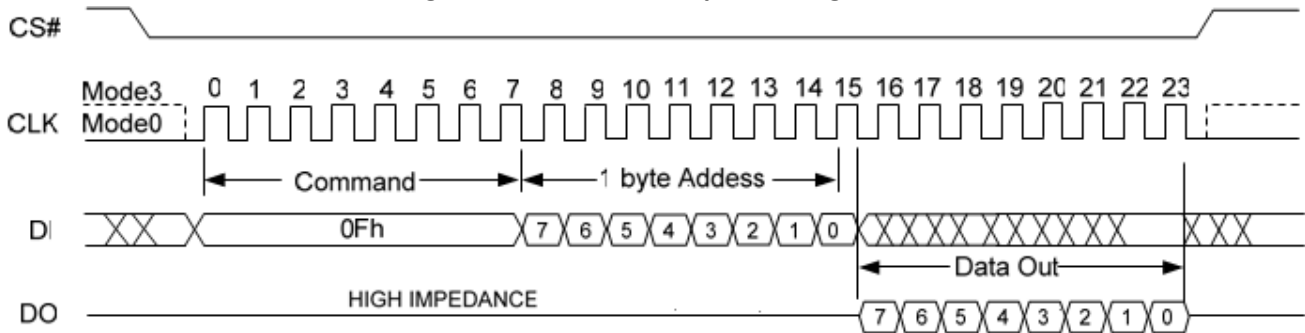 CS#
Mode3 0 1 2 3 4 5 6 7 8 9 10 11 12 13 14 15 16 17 18 19 20 21 22 23
CLK Mode0
Command 1 byte Addess
DI 0Fh 7 6 5 4 3 2 1 0
Data Out
HIGH IMPEDANCE
DO 7 6 5 4 3 2 1 0